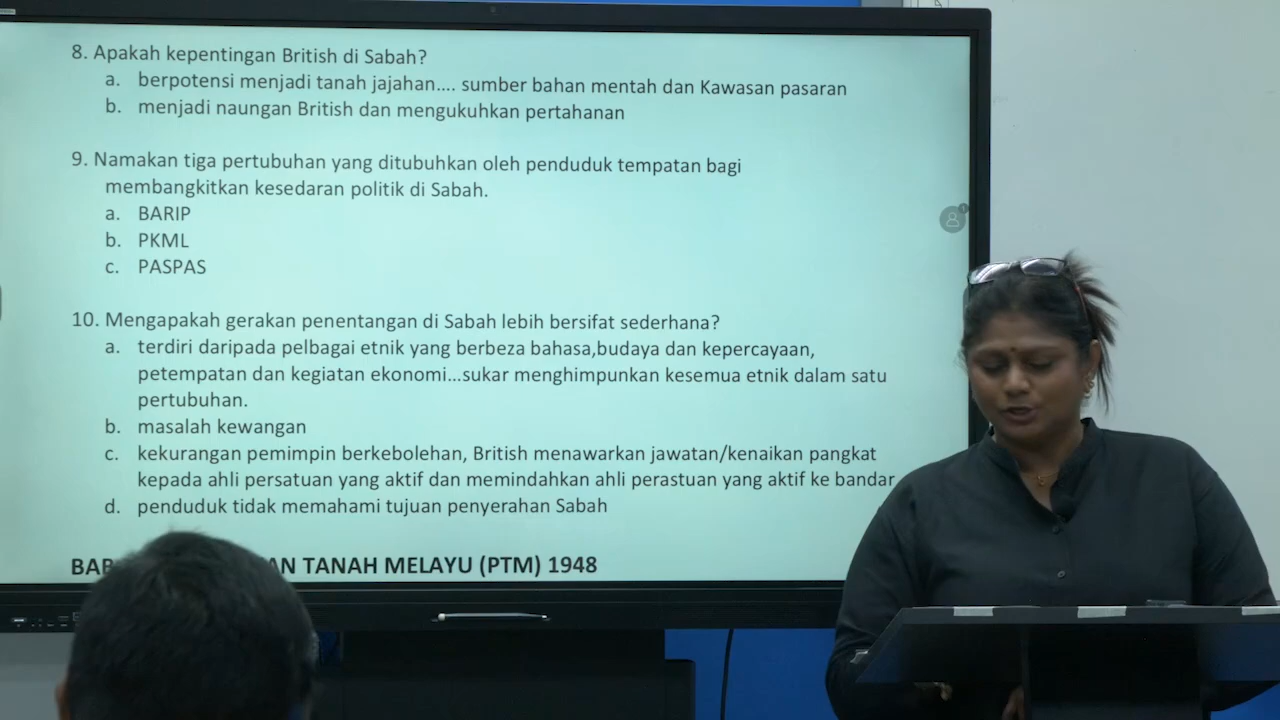 8. Apakah kepentingan British di Sabah?
a. berpotensi menjadi tanah jajahan.... sumber bahan mentah dan Kawasan pasaran
b. menjadi naungan British dan mengukuhkan pertahanan
9. Namakan tiga pertubuhan yang ditubuhkan oleh penduduk tempatan bagi
membangkitkan kesedaran politik di Sabah.
a. BARIP
b. PKML
c. PASPAS
10. Mengapakah gerakan penentangan di Sabah lebih bersifat sederhana?
a. terdiri daripada pelbagai etnik yang berbeza bahasa,budaya dan kepercayaan,
petempatan dan kegiatan ekonomi...sukar menghimpunkan kesemua etnik dalam satu
pertubuhan.
b. masalah kewangan
c. kekurangan pemimpin berkebolehan, British menawarkan jawatan/kenaikan pangkat
kepada ahli persatuan yang aktif dan memindahkan ahli perastuan yang aktif ke bandar
d. penduduk tidak memahami tujuan penyerahan Sabah
TANAH MELAYU (PTM) 1948